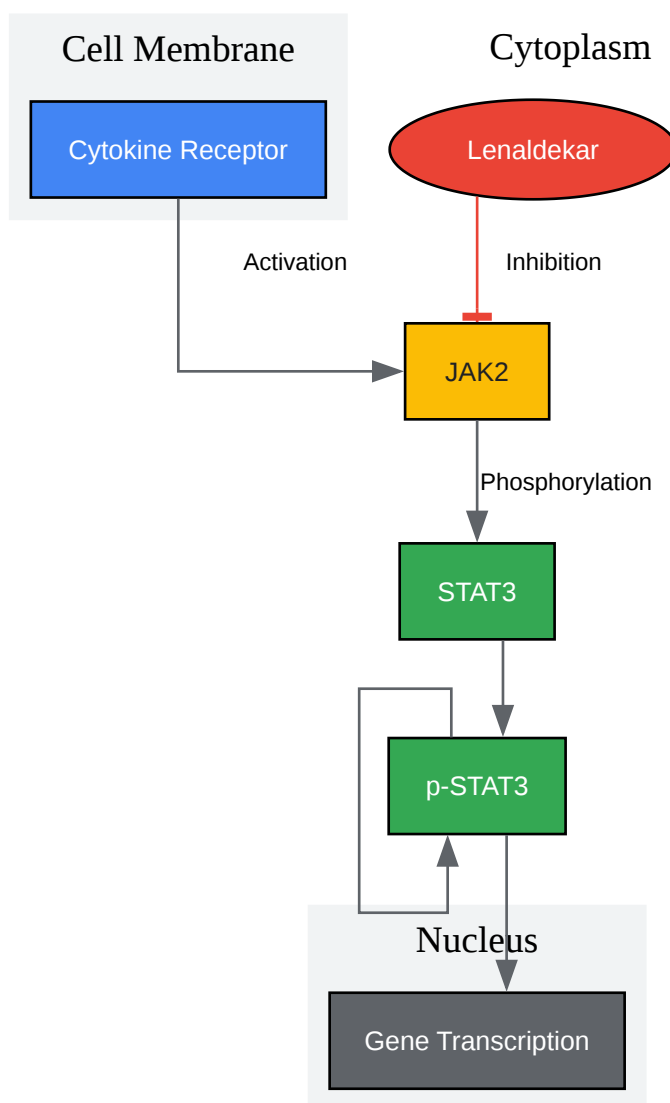 Cell Membrane
Cytoplasm
Cytokine Receptor
Lenaldekar
Activation
Inhibition
JAK2
Phosphorylation
STAT3
p-STAT3
Nucleus
Gene Transcription